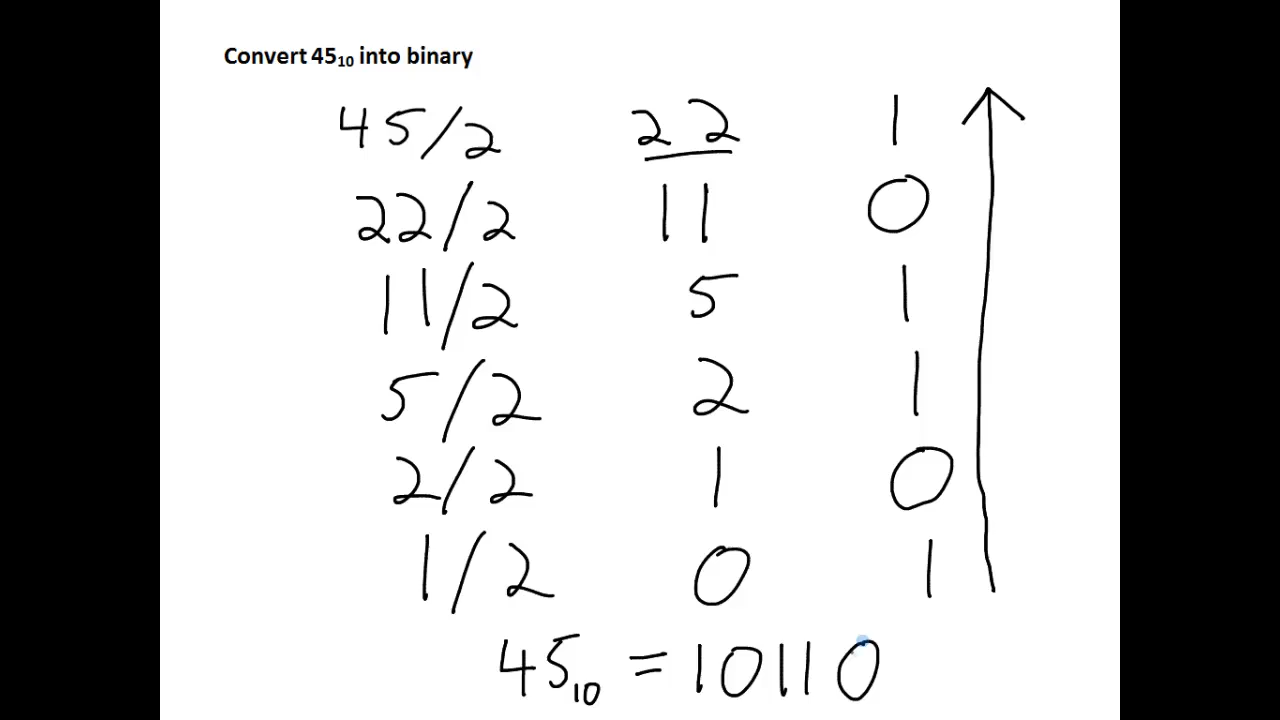 Convert 45₁₀ into binary
45/2 22 1
22/2 11 0
11/2 5 1
5/2 2 1
2/2 1 0
1/2 0 1
45₁₀ = 10110